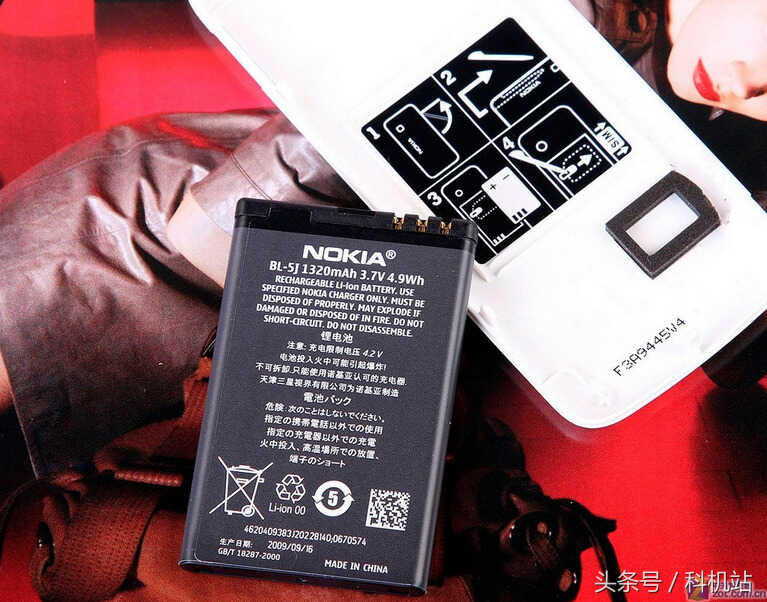 NOKIA®
BL-5J 1320mAh 3.7V 4.9Wh
RECHARGEABLE Li-ion BATTERY. USE
SPECIFIED NOKIA CHARGER ONLY. MUST BE
DISPOSED OF PROPERLY. MAY EXPLODE IF
DAMAGED OR DISPOSED OF IN FIRE. DO NOT
SHORT-CIRCUIT. DO NOT DISASSEMBLE.
锂电池
注意: 充电限制电压 4.2 V
电池投入火中可能引起爆炸!
不可拆卸.只能使用诺基亚认可的充电器
天津三星视界有限公司为诺基亚制造
電池パック
危険: 次のことはしないでください。
指定の携帯電話以外での使用
指定の充電器以外での充電
火中投入、高温場所での放置、
端子のショート
Li-ion 00
5
4620409383J20228140;0670574
生产日期:
2009/09/16
GB/T 18287-2000
MADE IN CHINA
1
NOKIA
2
NOKIA
3
+
−
4
SIM
F3A9445W4
头条号 / 科机站